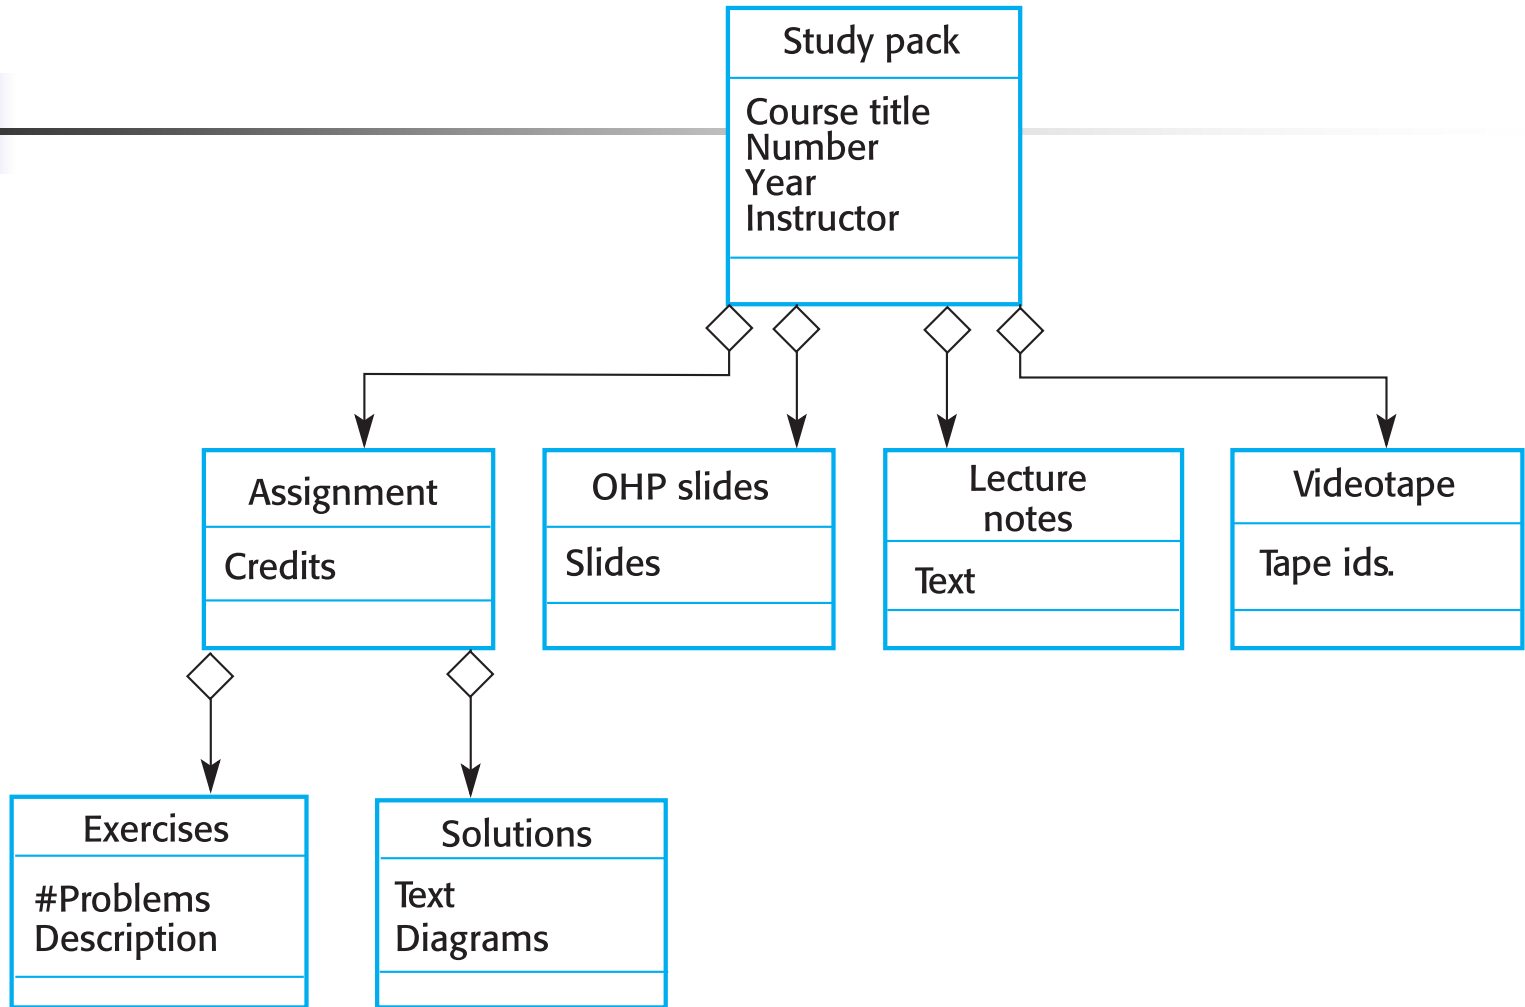 Study pack
Course title
Number
Year
Instructor
Assignment
Credits
OHP slides
Slides
Lecture
notes
Text
Videotape
Tape ids.
Exercises
#Problems
Description
Solutions
Text
Diagrams